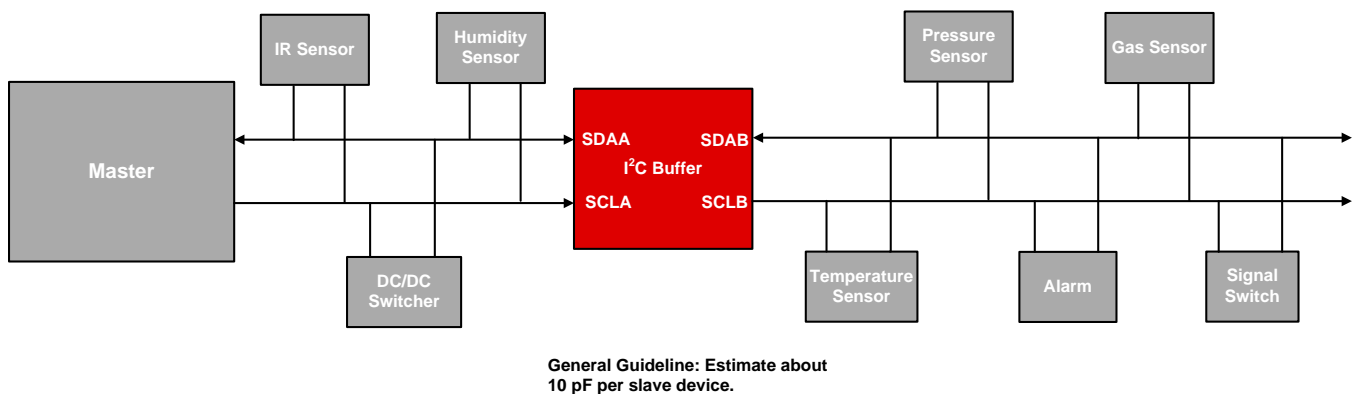 IR Sensor
Humidity
Sensor
Pressure
Sensor
Gas Sensor
Master
SDAA
SDAB
I²C Buffer
SCLA
SCLB
DC/DC
Switcher
Temperature
Sensor
Alarm
Signal
Switch
General Guideline: Estimate about
10 pF per slave device.